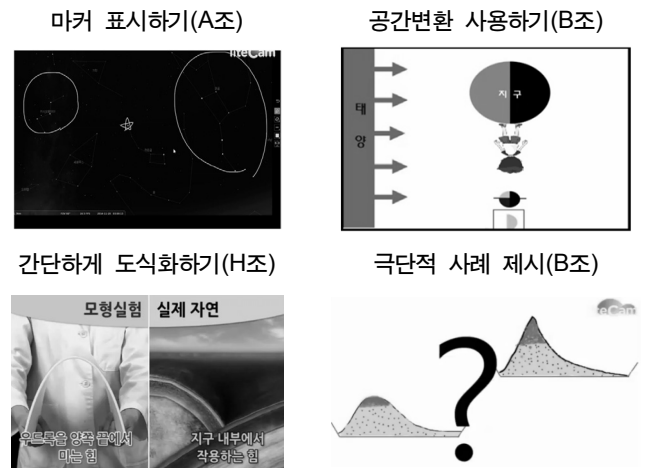 마커 표시하기(A조)
공간변환 사용하기(B조)
liteCam
태
양
지 구
간단하게 도식화하기(H조)
극단적 사례 제시(B조)
모형실험
실제 자연
우드록을 양쪽 끝에서
미는 힘
지구 내부에서
작용하는 힘
?